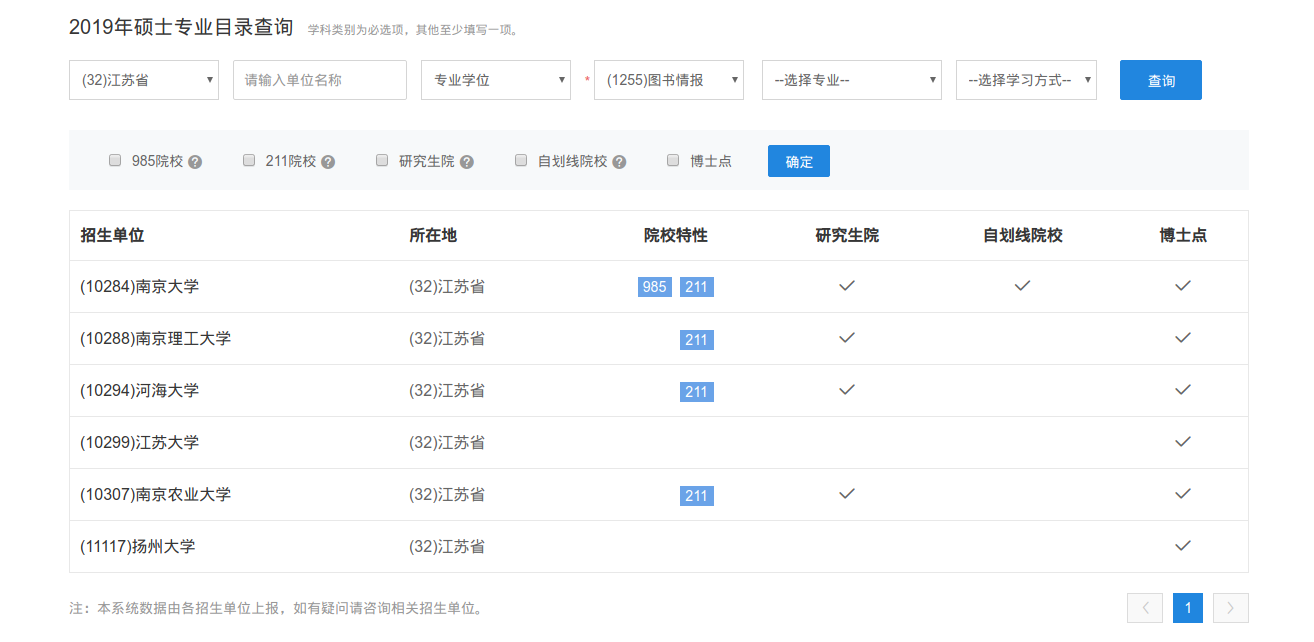 2019年硕士专业目录查询 学科类别为必选项，其他至少填写一项。
(32)江苏省 请输入单位名称 专业学位 * (1255)图书情报 --选择专业-- --选择学习方式-- 查询
985院校 211院校 研究生院 自划线院校 博士点 确定
招生单位 所在地 院校特性 研究生院 自划线院校 博士点
(10284)南京大学 (32)江苏省 985 211
(10288)南京理工大学 (32)江苏省 211
(10294)河海大学 (32)江苏省 211
(10299)江苏大学 (32)江苏省
(10307)南京农业大学 (32)江苏省 211
(11117)扬州大学 (32)江苏省
注：本系统数据由各招生单位上报，如有疑问请咨询相关招生单位。 1